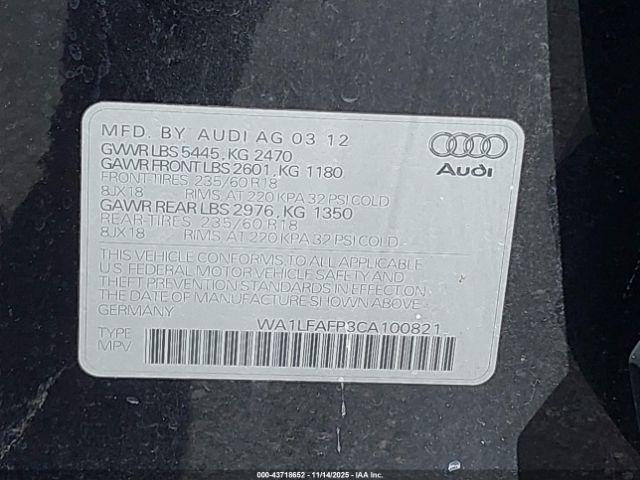 MFD. BY AUDI AG 03 12
GVWR LBS 5445, KG 2470
GAWR FRONT LBS 2601, KG 1180
FRONT-TIRES 235/60 R18
8JX18 RIMS, AT 220 KPA 32 PSI COLD
GAWR REAR LBS 2976, KG 1350
REAR-TIRES 235/60 R18
8JX18 RIMS, AT 220 KPA 32 PSI COLD
Audi
THIS VEHICLE CONFORMS TO ALL APPLICABLE
U.S. FEDERAL MOTOR VEHICLE SAFETY AND
THEFT PREVENTION STANDARDS IN EFFECT ON
THE DATE OF MANUFACTURE SHOWN ABOVE.
GERMANY
WA1LFAFP3CA100821
TYPE
MPV
© 43718652 11/14/2025 - IAA Inc.